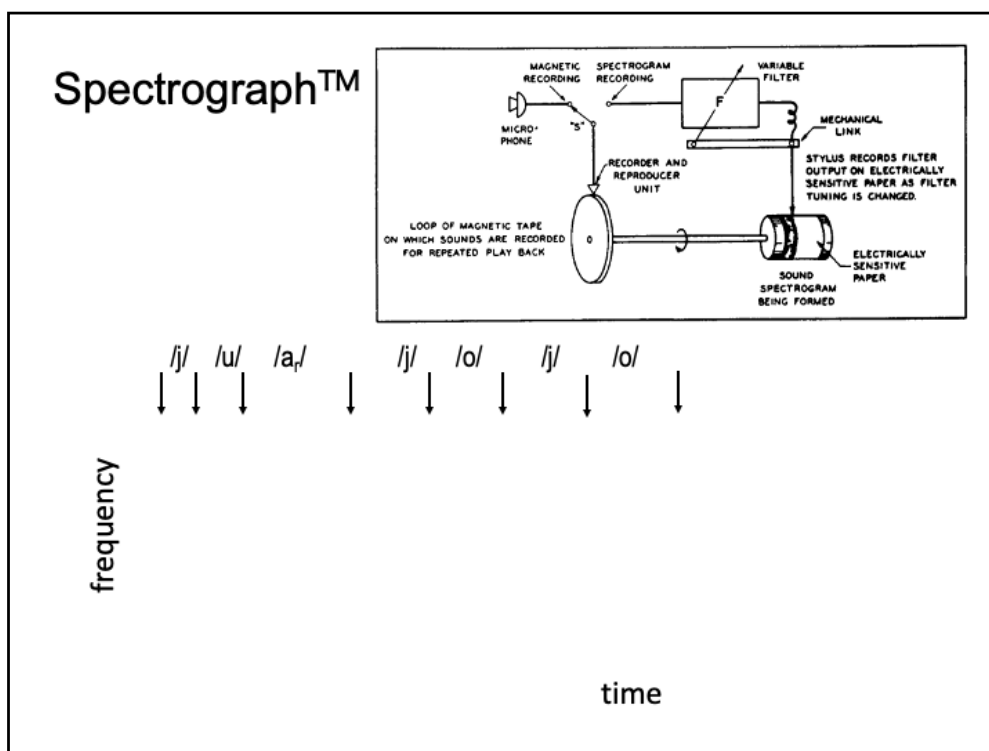 Spectrograph™
MAGNETIC
RECORDING
SPECTROGRAM
RECORDING
VARIABLE
FILTER
F
MICRO-
PHONE
"S"
MECHANICAL
LINK
RECORDER AND
REPRODUCER
UNIT
STYLUS RECORDS FILTER
OUTPUT ON ELECTRICALLY
SENSITIVE PAPER AS FILTER
TUNING IS CHANGED.
LOOP OF MAGNETIC TAPE
ON WHICH SOUNDS ARE RECORDED
FOR REPEATED PLAY BACK
ELECTRICALLY
SENSITIVE
PAPER
SOUND
SPECTROGRAM
BEING FORMED
/j/ /u/ /aᵣ/ /j/ /o/ /j/ /o/
frequency
time